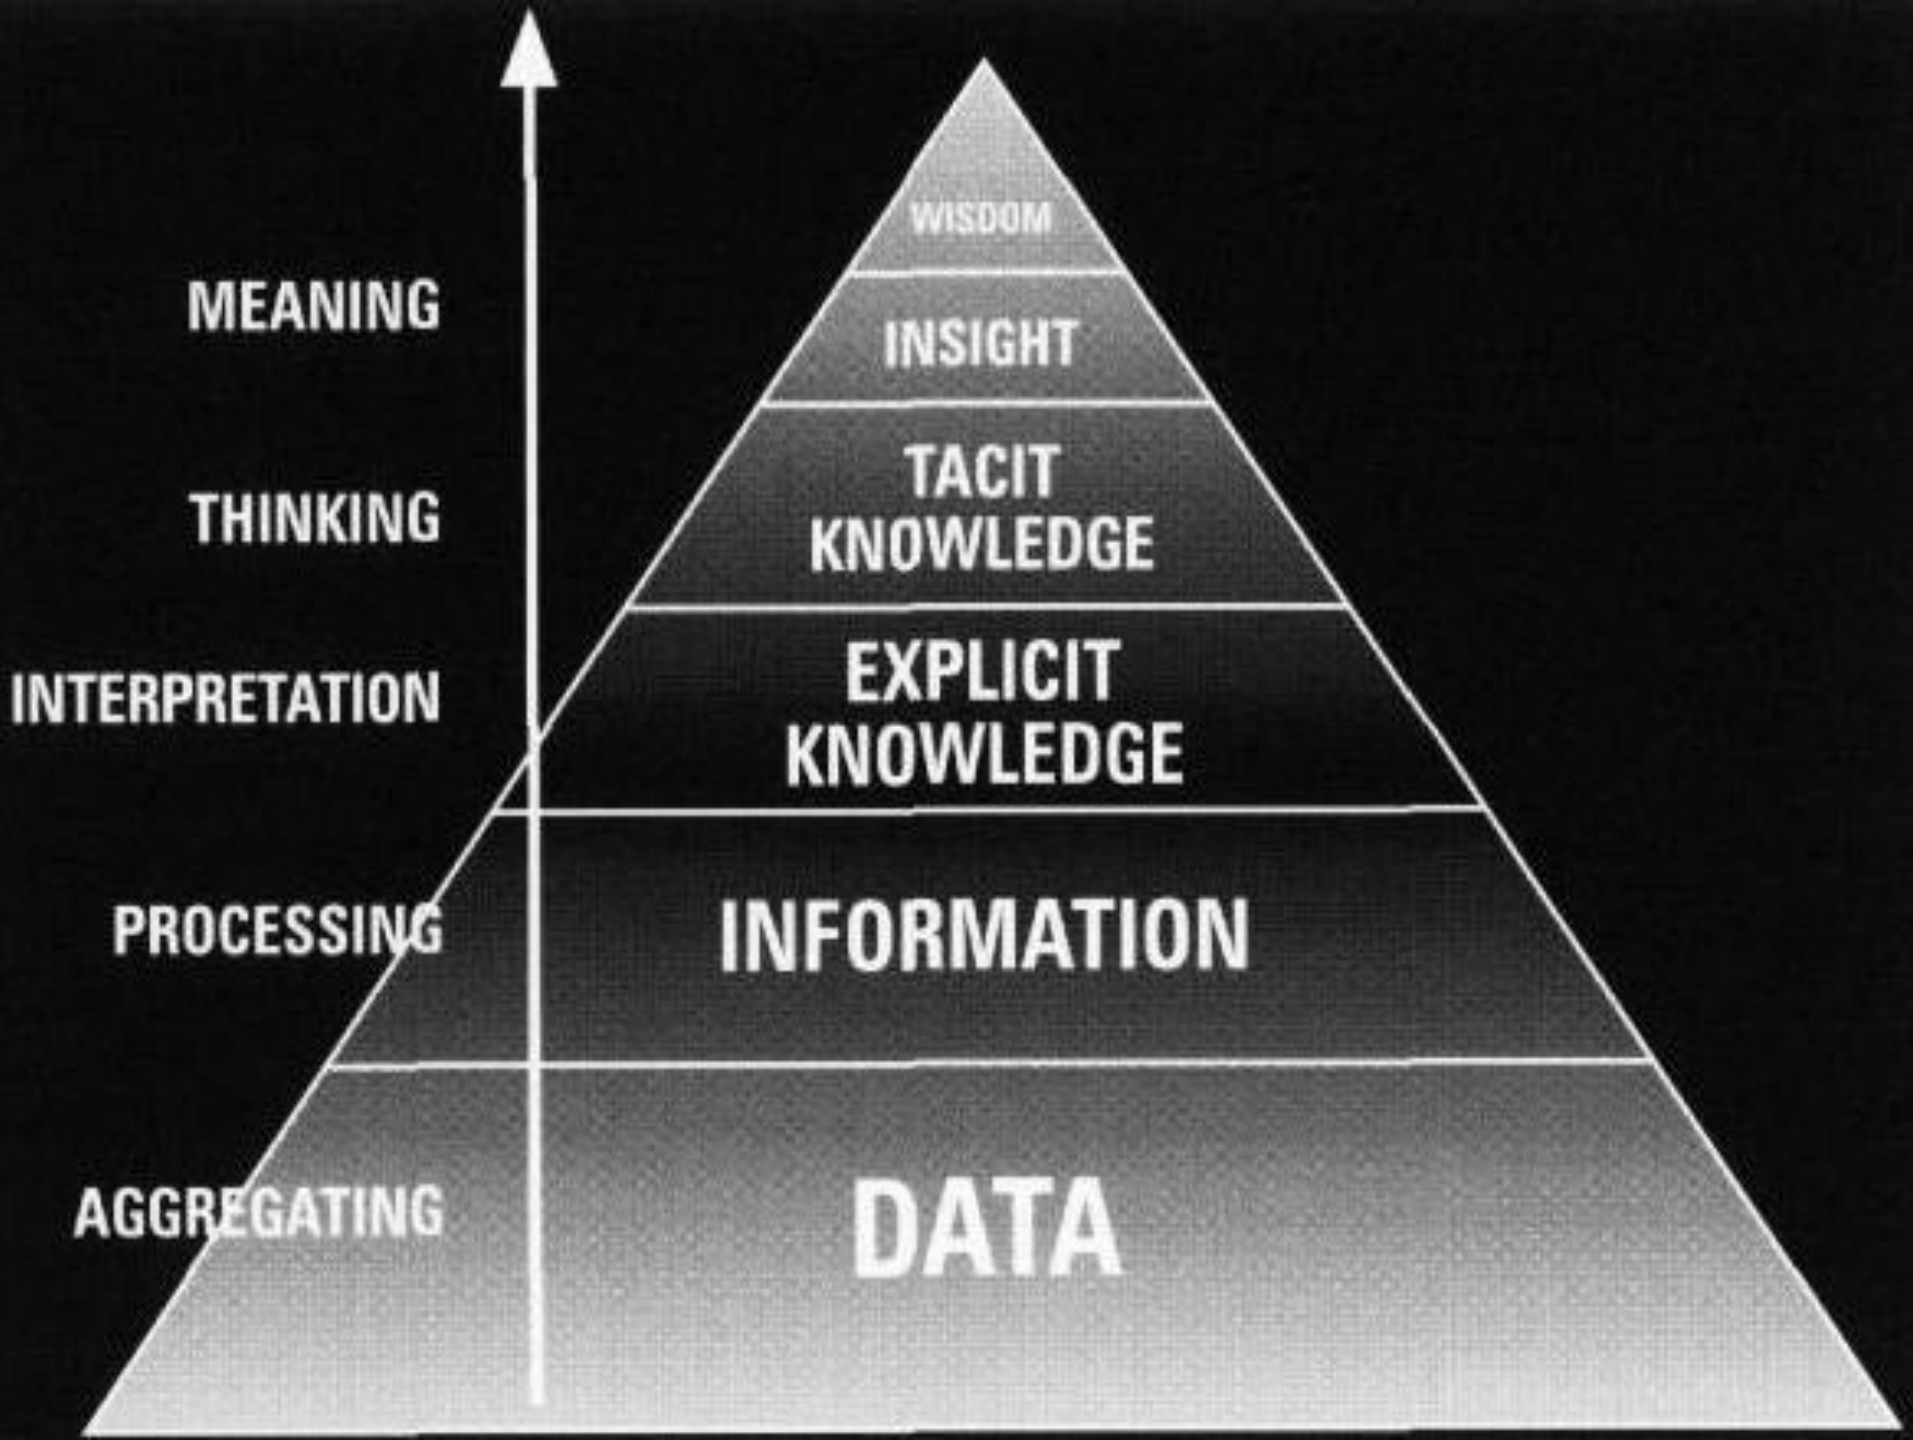 WISDOM
MEANING
INSIGHT
TACIT
KNOWLEDGE
THINKING
EXPLICIT
KNOWLEDGE
INTERPRETATION
PROCESSING
INFORMATION
AGGREGATING
DATA